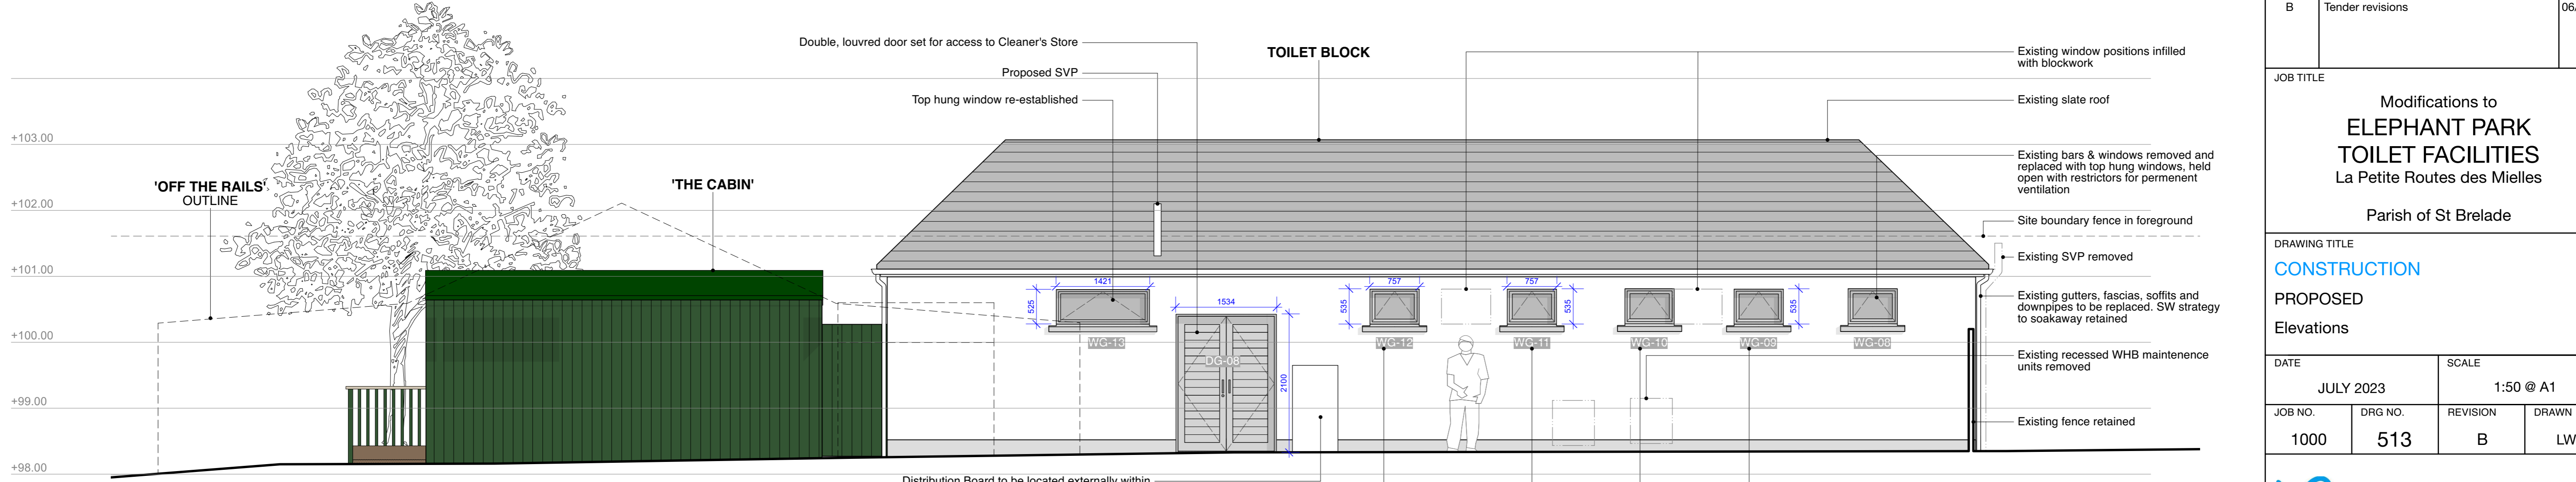 Double, louvred door set for access to Cleaner's Store
Proposed SVP
Top hung window re-established
TOILET BLOCK
Existing window positions infilled
with blockwork
Existing slate roof
Existing bars & windows removed and
replaced with top hung windows, held
open with restrictors for permenent
ventilation
Site boundary fence in foreground
Existing SVP removed
Existing gutters, fascias, soffits and
downpipes to be replaced. SW strategy
to soakaway retained
Existing recessed WHB maintenence
units removed
Existing fence retained
+103.00
+102.00
+101.00
+100.00
+99.00
+98.00
'OFF THE RAILS'
OUTLINE
'THE CABIN'
1421
525
1534
2100
757
535
757
535
535
WG-13
DG-08
WG-12
WG-11
WG-10
WG-09
WG-08
Distribution Board to be located externally within
B Tender revisions 06/
JOB TITLE
Modifications to
ELEPHANT PARK
TOILET FACILITIES
La Petite Routes des Mielles
Parish of St Brelade
DRAWING TITLE
CONSTRUCTION
PROPOSED
Elevations
DATE SCALE
JULY 2023 1:50 @ A1
JOB NO. DRG NO. REVISION DRAWN
1000 513 B LW